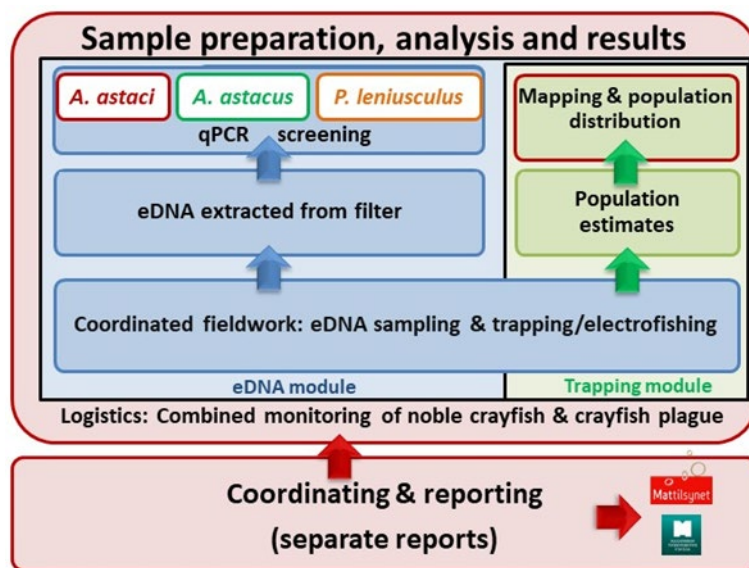 Sample preparation, analysis and results
A. astaci
A. astacus
P. leniusculus
qPCR screening
Mapping & population
distribution
eDNA extracted from filter
Population
estimates
Coordinated fieldwork: eDNA sampling & trapping/electrofishing
eDNA module
Trapping module
Logistics: Combined monitoring of noble crayfish & crayfish plague
Coordinating & reporting
(separate reports)
Mattilsynet